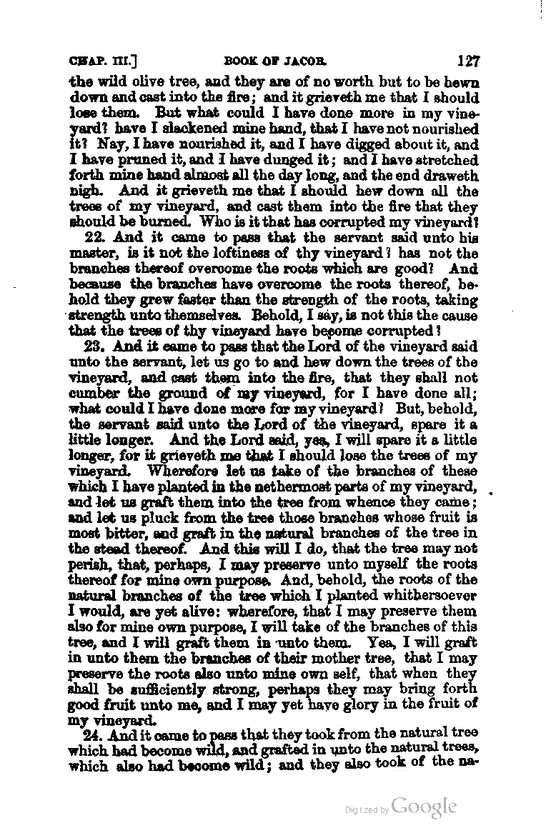 CHAP. III.] BOOK OF JACOB. 127
the wild olive tree, and they are of no worth but to be hewn
down and cast into the fire; and it grieveth me that I should
lose them. But what could I have done more in my vine-
yard? have I slackened mine hand, that I have not nourished
it? Nay, I have nourished it, and I have digged about it, and
I have pruned it, and I have dunged it; and I have stretched
forth mine hand almost all the day long, and the end draweth
nigh. And it grieveth me that I should hew down all the
trees of my vineyard, and cast them into the fire that they
should be burned. Who is it that has corrupted my vineyard?
22. And it came to pass that the servant said unto his
master, is it not the loftiness of thy vineyard? has not the
branches thereof overcome the roots which are good? And
because the branches have overcome the roots thereof, be-
hold they grew faster than the strength of the roots, taking
strength unto themselves. Behold, I say, is not this the cause
that the trees of thy vineyard have become corrupted?
23. And it came to pass that the Lord of the vineyard said
unto the servant, let us go to and hew down the trees of the
vineyard, and cast them into the fire, that they shall not
cumber the ground of my vineyard, for I have done all;
what could I have done more for my vineyard? But, behold,
the servant said unto the Lord of the vineyard, spare it a
little longer. And the Lord said, yea, I will spare it a little
longer, for it grieveth me that I should lose the trees of my
vineyard. Wherefore let us take of the branches of these
which I have planted in the nethermost parts of my vineyard,
and let us graft them into the tree from whence they came;
and let us pluck from the tree those branches whose fruit is
most bitter, and graft in the natural branches of the tree in
the stead thereof. And this will I do, that the tree may not
perish, that, perhaps, I may preserve unto myself the roots
thereof for mine own purpose. And, behold, the roots of the
natural branches of the tree which I planted whithersoever
I would, are yet alive: wherefore, that I may preserve them
also for mine own purpose, I will take of the branches of this
tree, and I will graft them in unto them. Yea, I will graft
in unto them the branches of their mother tree, that I may
preserve the roots also unto mine own self, that when they
shall be sufficiently strong, perhaps they may bring forth
good fruit unto me, and I may yet have glory in the fruit of
my vineyard.
24. And it came to pass that they took from the natural tree
which had become wild, and grafted in unto the natural trees,
which also had become wild; and they also took of the na-
Digitized by Google